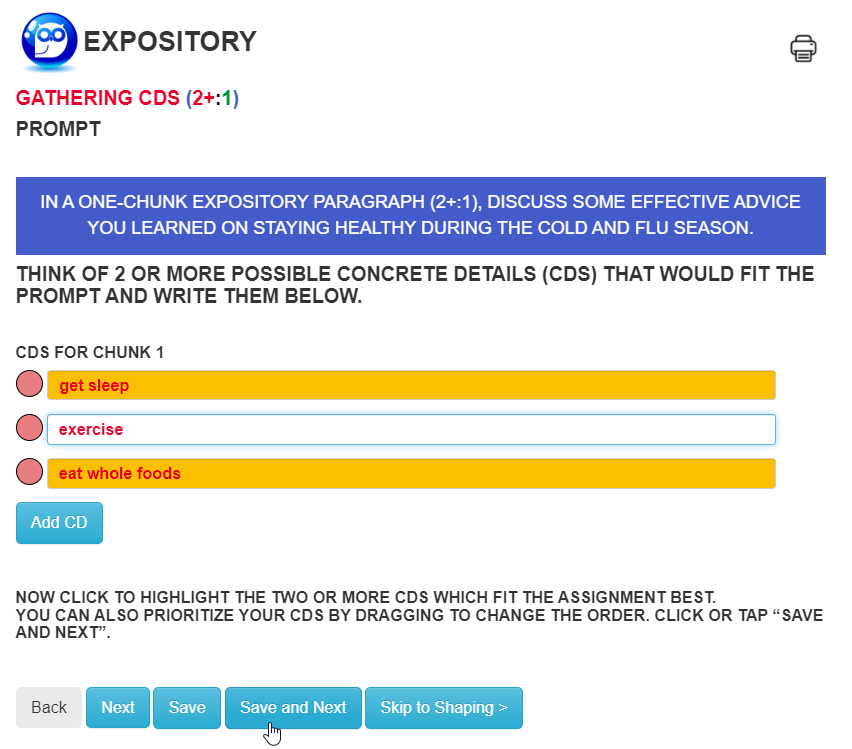 EXPOSITORY
GATHERING CDS (2+:1)
PROMPT
IN A ONE-CHUNK EXPOSITORY PARAGRAPH (2+:1), DISCUSS SOME EFFECTIVE ADVICE
YOU LEARNED ON STAYING HEALTHY DURING THE COLD AND FLU SEASON.
THINK OF 2 OR MORE POSSIBLE CONCRETE DETAILS (CDS) THAT WOULD FIT THE
PROMPT AND WRITE THEM BELOW.
CDS FOR CHUNK 1
get sleep
exercise
eat whole foods
Add CD
NOW CLICK TO HIGHLIGHT THE TWO OR MORE CDS WHICH FIT THE ASSIGNMENT BEST.
YOU CAN ALSO PRIORITIZE YOUR CDS BY DRAGGING TO CHANGE THE ORDER. CLICK OR TAP “SAVE
AND NEXT”.
Back Next Save Save and Next Skip to Shaping >